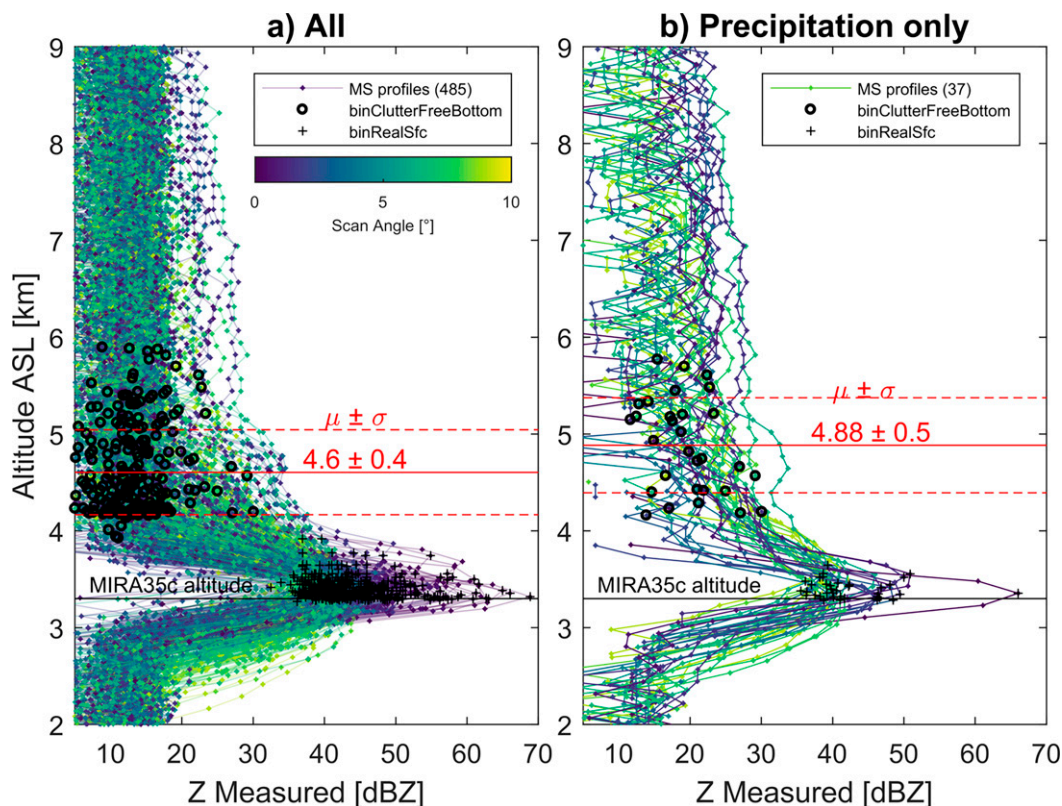 a) All
b) Precipitation only
Altitude ASL [km]
9
8
7
6
5
4
3
2
MS profiles (485)
binClutterFreeBottom
binRealSfc
0
5
10
Scan Angle [°]
μ ± σ
4.6 ± 0.4
MIRA35c altitude
10
20
30
40
50
60
70
Z Measured [dBZ]
9
8
7
6
5
4
3
2
MS profiles (37)
binClutterFreeBottom
binRealSfc
μ ± σ
4.88 ± 0.5
MIRA35c altitude
10
20
30
40
50
60
70
Z Measured [dBZ]